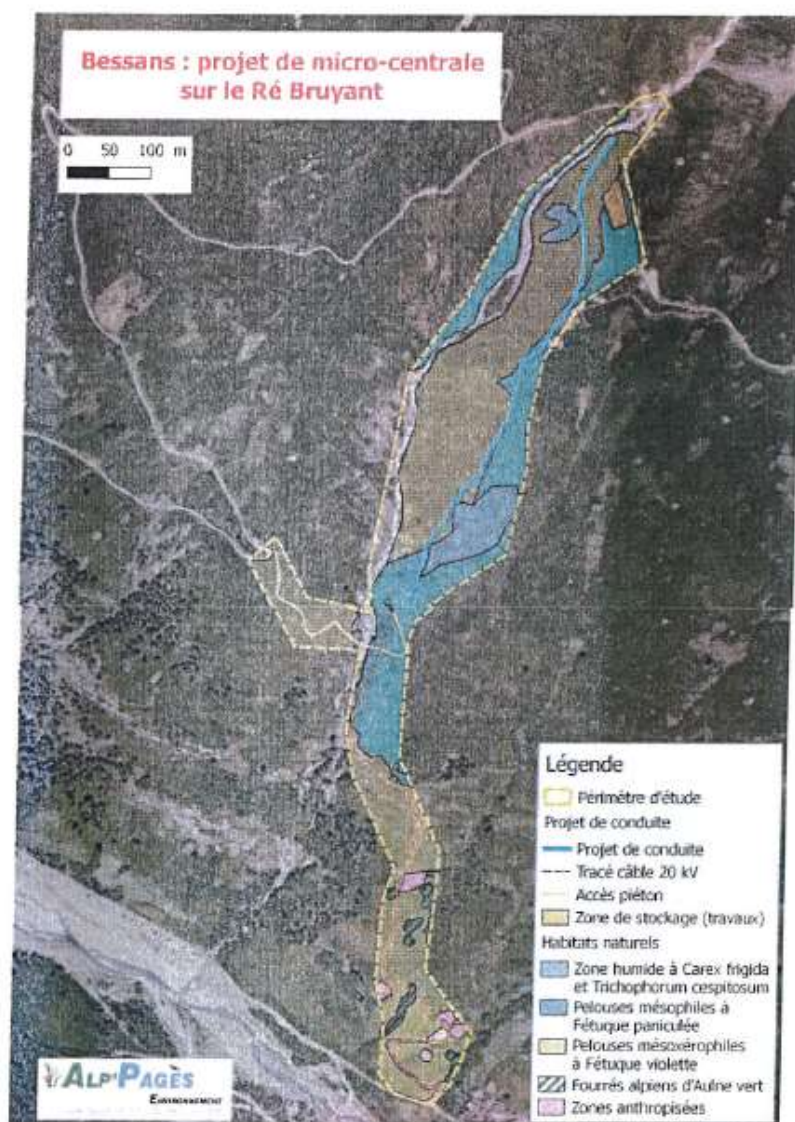 Bessans : projet de micro-centrale
sur le Ré Bruyant
0 50 100 m
Légende
Périmètre d'étude
Projet de conduite
Projet de conduite
Tracé câble 20 kV
Accès piéton
Zone de stockage (travaux)
Habitats naturels
Zone humide à Carex frigida
et Trichophorum cespitosum
Pelouses mésophiles à
Fétuque paniculée
Pelouses mésoxérophiles
à Fétuque violette
Fourrés alpiens d'Aulne vert
Zones anthropisées
ALP'PAGÈS
ENVIRONNEMENT